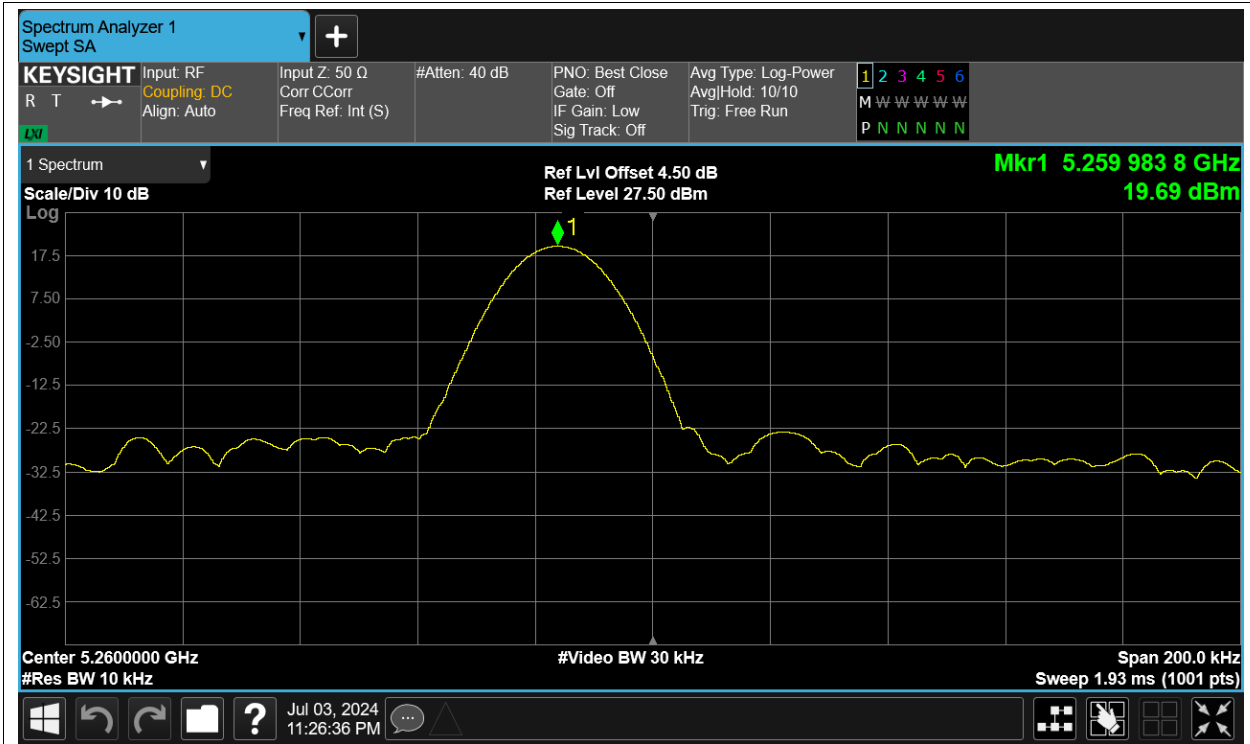 Spectrum Analyzer 1
Swept SA
KEYSIGHT
R T
LXI
Input: RF
Coupling: DC
Align: Auto
Input Z: 50 Ω
Corr CCorr
Freq Ref: Int (S)
#Atten: 40 dB
PNO: Best Close
Gate: Off
IF Gain: Low
Sig Track: Off
Avg Type: Log-Power
Avg|Hold: 10/10
Trig: Free Run
1 2 3 4 5 6
M W W W W W
P N N N N N
1 Spectrum
Scale/Div 10 dB
Log
Ref Lvl Offset 4.50 dB
Ref Level 27.50 dBm
Mkr1 5.259 983 8 GHz
19.69 dBm
1
17.5
7.50
-2.50
-12.5
-22.5
-32.5
-42.5
-52.5
-62.5
Center 5.2600000 GHz
#Res BW 10 kHz
#Video BW 30 kHz
Span 200.0 kHz
Sweep 1.93 ms (1001 pts)
?
Jul 03, 2024
11:26:36 PM